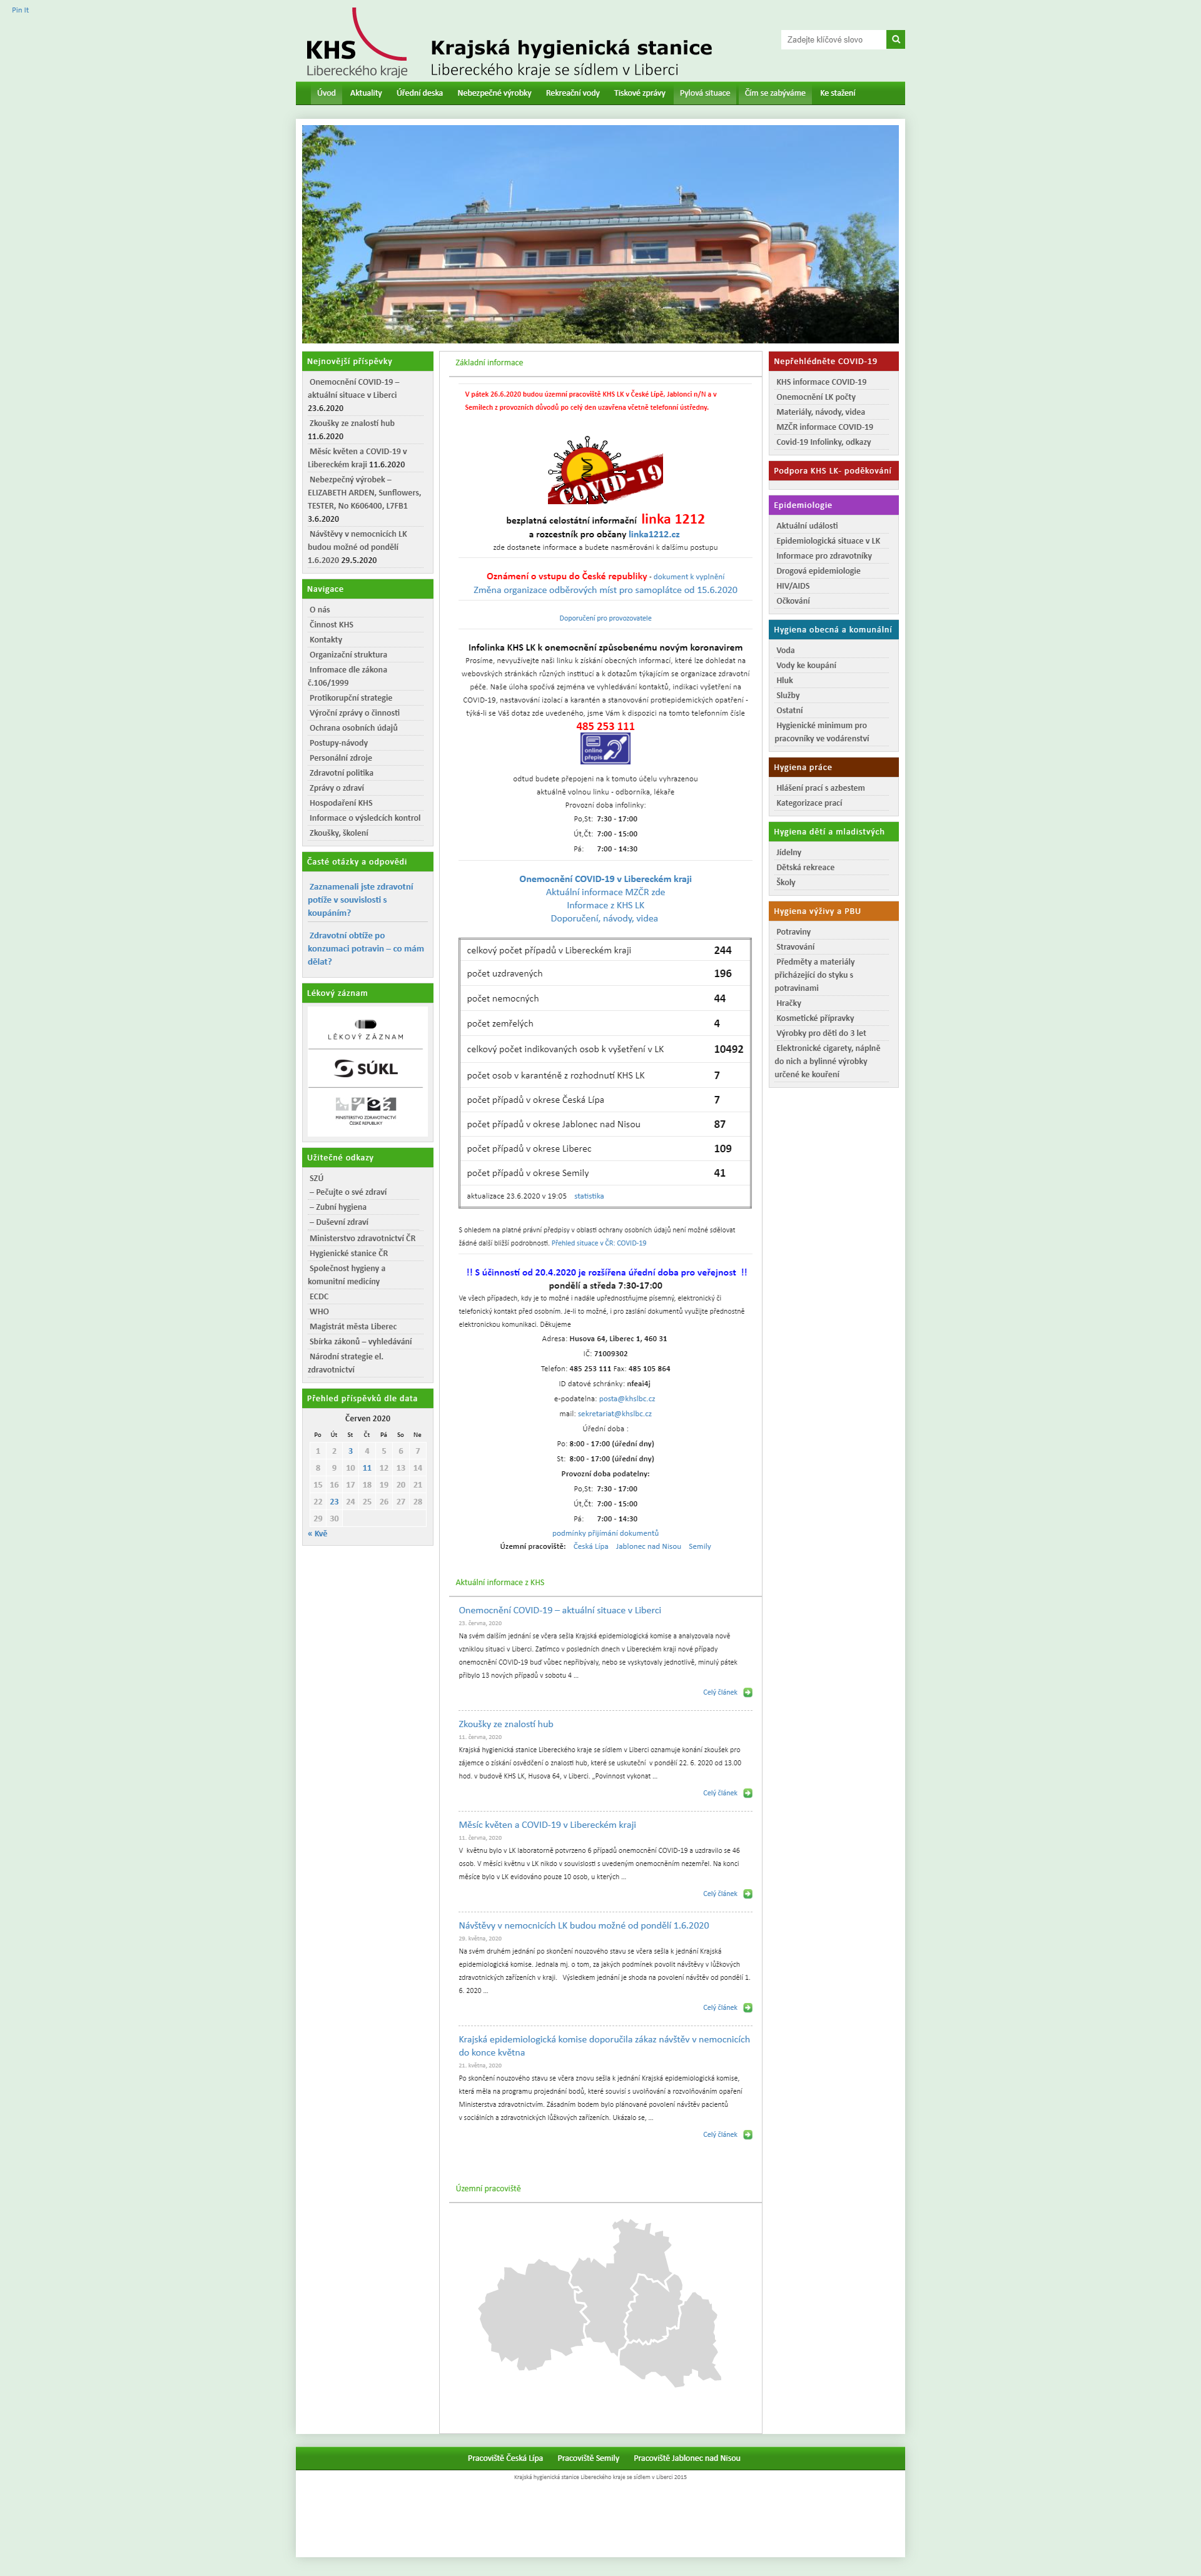 Pin It
KHS
Libereckého kraje
Krajská hygienická stanice
Libereckého kraje se sídlem v Liberci
Zadejte klíčové slovo
Úvod Aktuality Úřední deska Nebezpečné výrobky Rekreační vody Tiskové zprávy Pylová situace Čím se zabýváme Ke stažení
Nejnovější příspěvky
Onemocnění COVID-19 –
aktuální situace v Liberci
23.6.2020
Zkoušky ze znalostí hub
11.6.2020
Měsíc květen a COVID-19 v
Libereckém kraji 11.6.2020
Nebezpečný výrobek –
ELIZABETH ARDEN, Sunflowers,
TESTER, No K606400, L7FB1
3.6.2020
Návštěvy v nemocnicích LK
budou možné od pondělí
1.6.2020 29.5.2020
Navigace
O nás
Činnost KHS
Kontakty
Organizační struktura
Infromace dle zákona
č.106/1999
Protikorupční strategie
Výroční zprávy o činnosti
Ochrana osobních údajů
Postupy-návody
Personální zdroje
Zdravotní politika
Zprávy o zdraví
Hospodaření KHS
Informace o výsledcích kontrol
Zkoušky, školení
Časté otázky a odpovědi
Zaznamenali jste zdravotní
potíže v souvislosti s
koupáním?
Zdravotní obtíže po
konzumaci potravin – co mám
dělat?
Lékový záznam
LÉKOVÝ ZÁZNAM
SÚKL
MINISTERSTVO ZDRAVOTNICTVÍ
ČESKÉ REPUBLIKY
Užitečné odkazy
SZÚ
– Pečujte o své zdraví
– Zubní hygiena
– Duševní zdraví
Ministerstvo zdravotnictví ČR
Hygienické stanice ČR
Společnost hygieny a
komunitní medicíny
ECDC
WHO
Magistrát města Liberec
Sbírka zákonů – vyhledávání
Národní strategie el.
zdravotnictví
Přehled příspěvků dle data
Červen 2020
Po Út St Čt Pá So Ne
1 2 3 4 5 6 7
8 9 10 11 12 13 14
15 16 17 18 19 20 21
22 23 24 25 26 27 28
29 30
« Kvě
Základní informace
V pátek 26.6.2020 budou územní pracoviště KHS LK v České Lípě, Jablonci n/N a v
Semilech z provozních důvodů po celý den uzavřena včetně telefonní ústředny.
COVID-19
bezplatná celostátní informační linka 1212
a rozcestník pro občany linka1212.cz
zde dostanete informace a budete nasměrováni k dalšímu postupu
Oznámení o vstupu do České republiky - dokument k vyplnění
Změna organizace odběrových míst pro samoplátce od 15.6.2020
Doporučení pro provozovatele
Infolinka KHS LK k onemocnění způsobenému novým koronavirem
Prosíme, nevyužívejte naši linku k získání obecných informací, které lze dohledat na
webovských stránkách různých institucí a k dotazům týkajícím se organizace zdravotní
péče. Naše úloha spočívá zejména ve vyhledávání kontaktů, indikaci vyšetření na
COVID-19, nastavování izolací a karantén a stanovování protiepidemických opatření -
týká-li se Váš dotaz zde uvedeného, jsme Vám k dispozici na tomto telefonním čísle
485 253 111
online
přepis
odtud budete přepojeni na k tomuto účelu vyhrazenou
aktuálně volnou linku - odborníka, lékaře
Provozní doba infolinky:
Po,St: 7:30 - 17:00
Út,Čt: 7:00 - 15:00
Pá: 7:00 - 14:30
Onemocnění COVID-19 v Libereckém kraji
Aktuální informace MZČR zde
Informace z KHS LK
Doporučení, návody, videa
celkový počet případů v Libereckém kraji 244
počet uzdravených 196
počet nemocných 44
počet zemřelých 4
celkový počet indikovaných osob k vyšetření v LK 10492
počet osob v karanténě z rozhodnutí KHS LK 7
počet případů v okrese Česká Lípa 7
počet případů v okrese Jablonec nad Nisou 87
počet případů v okrese Liberec 109
počet případů v okrese Semily 41
aktualizace 23.6.2020 v 19:05 statistika
S ohledem na platné právní předpisy v oblasti ochrany osobních údajů není možné sdělovat
žádné další bližší podrobnosti. Přehled situace v ČR: COVID-19
!! S účinností od 20.4.2020 je rozšířena úřední doba pro veřejnost !!
pondělí a středa 7:30-17:00
Ve všech případech, kdy je to možné i nadále upřednostňujme písemný, elektronický či
telefonický kontakt před osobním. Je-li to možné, i pro zaslání dokumentů využijte přednostně
elektronickou komunikaci. Děkujeme
Adresa: Husova 64, Liberec 1, 460 31
IČ: 71009302
Telefon: 485 253 111 Fax: 485 105 864
ID datové schránky: nfeai4j
e-podatelna: posta@khslbc.cz
mail: sekretariat@khslbc.cz
Úřední doba :
Po: 8:00 - 17:00 (úřední dny)
St: 8:00 - 17:00 (úřední dny)
Provozní doba podatelny:
Po,St: 7:30 - 17:00
Út,Čt: 7:00 - 15:00
Pá: 7:00 - 14:30
podmínky přijímání dokumentů
Územní pracoviště: Česká Lípa Jablonec nad Nisou Semily
Aktuální informace z KHS
Onemocnění COVID-19 – aktuální situace v Liberci
23. června, 2020
Na svém dalším jednání se včera sešla Krajská epidemiologická komise a analyzovala nově
vzniklou situaci v Liberci. Zatímco v posledních dnech v Libereckém kraji nové případy
onemocnění COVID-19 buď vůbec nepřibývaly, nebo se vyskytovaly jednotlivě, minulý pátek
přibylo 13 nových případů v sobotu 4 ...
Celý článek
Zkoušky ze znalostí hub
11. června, 2020
Krajská hygienická stanice Libereckého kraje se sídlem v Liberci oznamuje konání zkoušek pro
zájemce o získání osvědčení o znalosti hub, které se uskuteční v pondělí 22. 6. 2020 od 13.00
hod. v budově KHS LK, Husova 64, v Liberci. „Povinnost vykonat ...
Celý článek
Měsíc květen a COVID-19 v Libereckém kraji
11. června, 2020
V květnu bylo v LK laboratorně potvrzeno 6 případů onemocnění COVID-19 a uzdravilo se 46
osob. V měsíci květnu v LK nikdo v souvislosti s uvedeným onemocněním nezemřel. Na konci
měsíce bylo v LK evidováno pouze 10 osob, u kterých ...
Celý článek
Návštěvy v nemocnicích LK budou možné od pondělí 1.6.2020
29. května, 2020
Na svém druhém jednání po skončení nouzového stavu se včera sešla k jednání Krajská
epidemiologická komise. Jednala mj. o tom, za jakých podmínek povolit návštěvy v lůžkových
zdravotnických zařízeních v kraji. Výsledkem jednání je shoda na povolení návštěv od pondělí 1.
6. 2020 ...
Celý článek
Krajská epidemiologická komise doporučila zákaz návštěv v nemocnicích
do konce května
21. května, 2020
Po skončení nouzového stavu se včera znovu sešla k jednání Krajská epidemiologická komise,
která měla na programu projednání bodů, které souvisí s uvolňování a rozvolňováním opaření
Ministerstva zdravotnictvím. Zásadním bodem bylo plánované povolení návštěv pacientů
v sociálních a zdravotnických lůžkových zařízeních. Ukázalo se, ...
Celý článek
Územní pracoviště
Nepřehlédněte COVID-19
KHS informace COVID-19
Onemocnění LK počty
Materiály, návody, videa
MZČR informace COVID-19
Covid-19 Infolinky, odkazy
Podpora KHS LK- poděkování
Epidemiologie
Aktuální události
Epidemiologická situace v LK
Informace pro zdravotníky
Drogová epidemiologie
HIV/AIDS
Očkování
Hygiena obecná a komunální
Voda
Vody ke koupání
Hluk
Služby
Ostatní
Hygienické minimum pro
pracovníky ve vodárenství
Hygiena práce
Hlášení prací s azbestem
Kategorizace prací
Hygiena dětí a mladistvých
Jídelny
Dětská rekreace
Školy
Hygiena výživy a PBU
Potraviny
Stravování
Předměty a materiály
přicházející do styku s
potravinami
Hračky
Kosmetické přípravky
Výrobky pro děti do 3 let
Elektronické cigarety, náplně
do nich a bylinné výrobky
určené ke kouření
Pracoviště Česká Lípa Pracoviště Semily Pracoviště Jablonec nad Nisou
Krajská hygienická stanice Libereckého kraje se sídlem v Liberci 2015